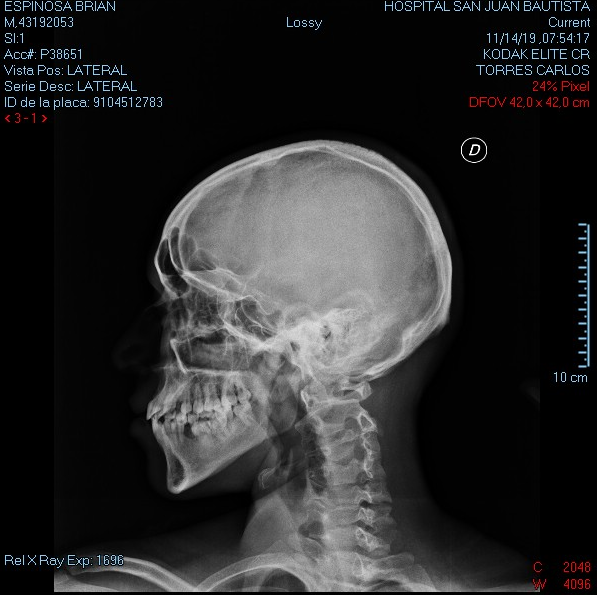 ESPINOSA BRIAN
M,43192053
SI:1
Acc#: P38651
Vista Pos: LATERAL
Serie Desc: LATERAL
ID de la placa: 9104512783
< 3 - 1 >
Lossy
HOSPITAL SAN JUAN BAUTISTA
Current
11/14/19 ,07:54:17
KODAK ELITE CR
TORRES CARLOS
24% Pixel
DFOV 42,0 x 42,0 cm
D
10 cm
Rel X Ray Exp: 1696
C 2048
W 4096